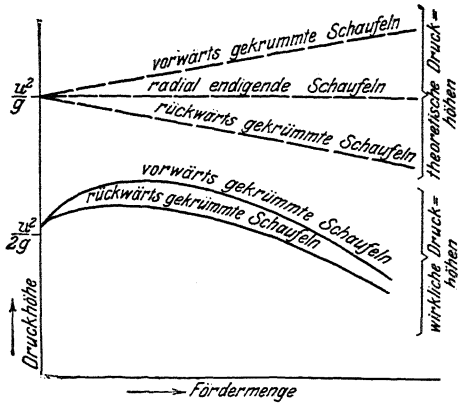 vorwärts gekrümmte Schaufeln
radial endigende Schaufeln
rückwärts gekrümmte Schaufeln
theoretische Druck=
höhen
u²
g
vorwärts gekrümmte Schaufeln
rückwärts gekrümmte Schaufeln
wirkliche Druck=
höhen
u²
2g
Druckhöhe
Fördermenge